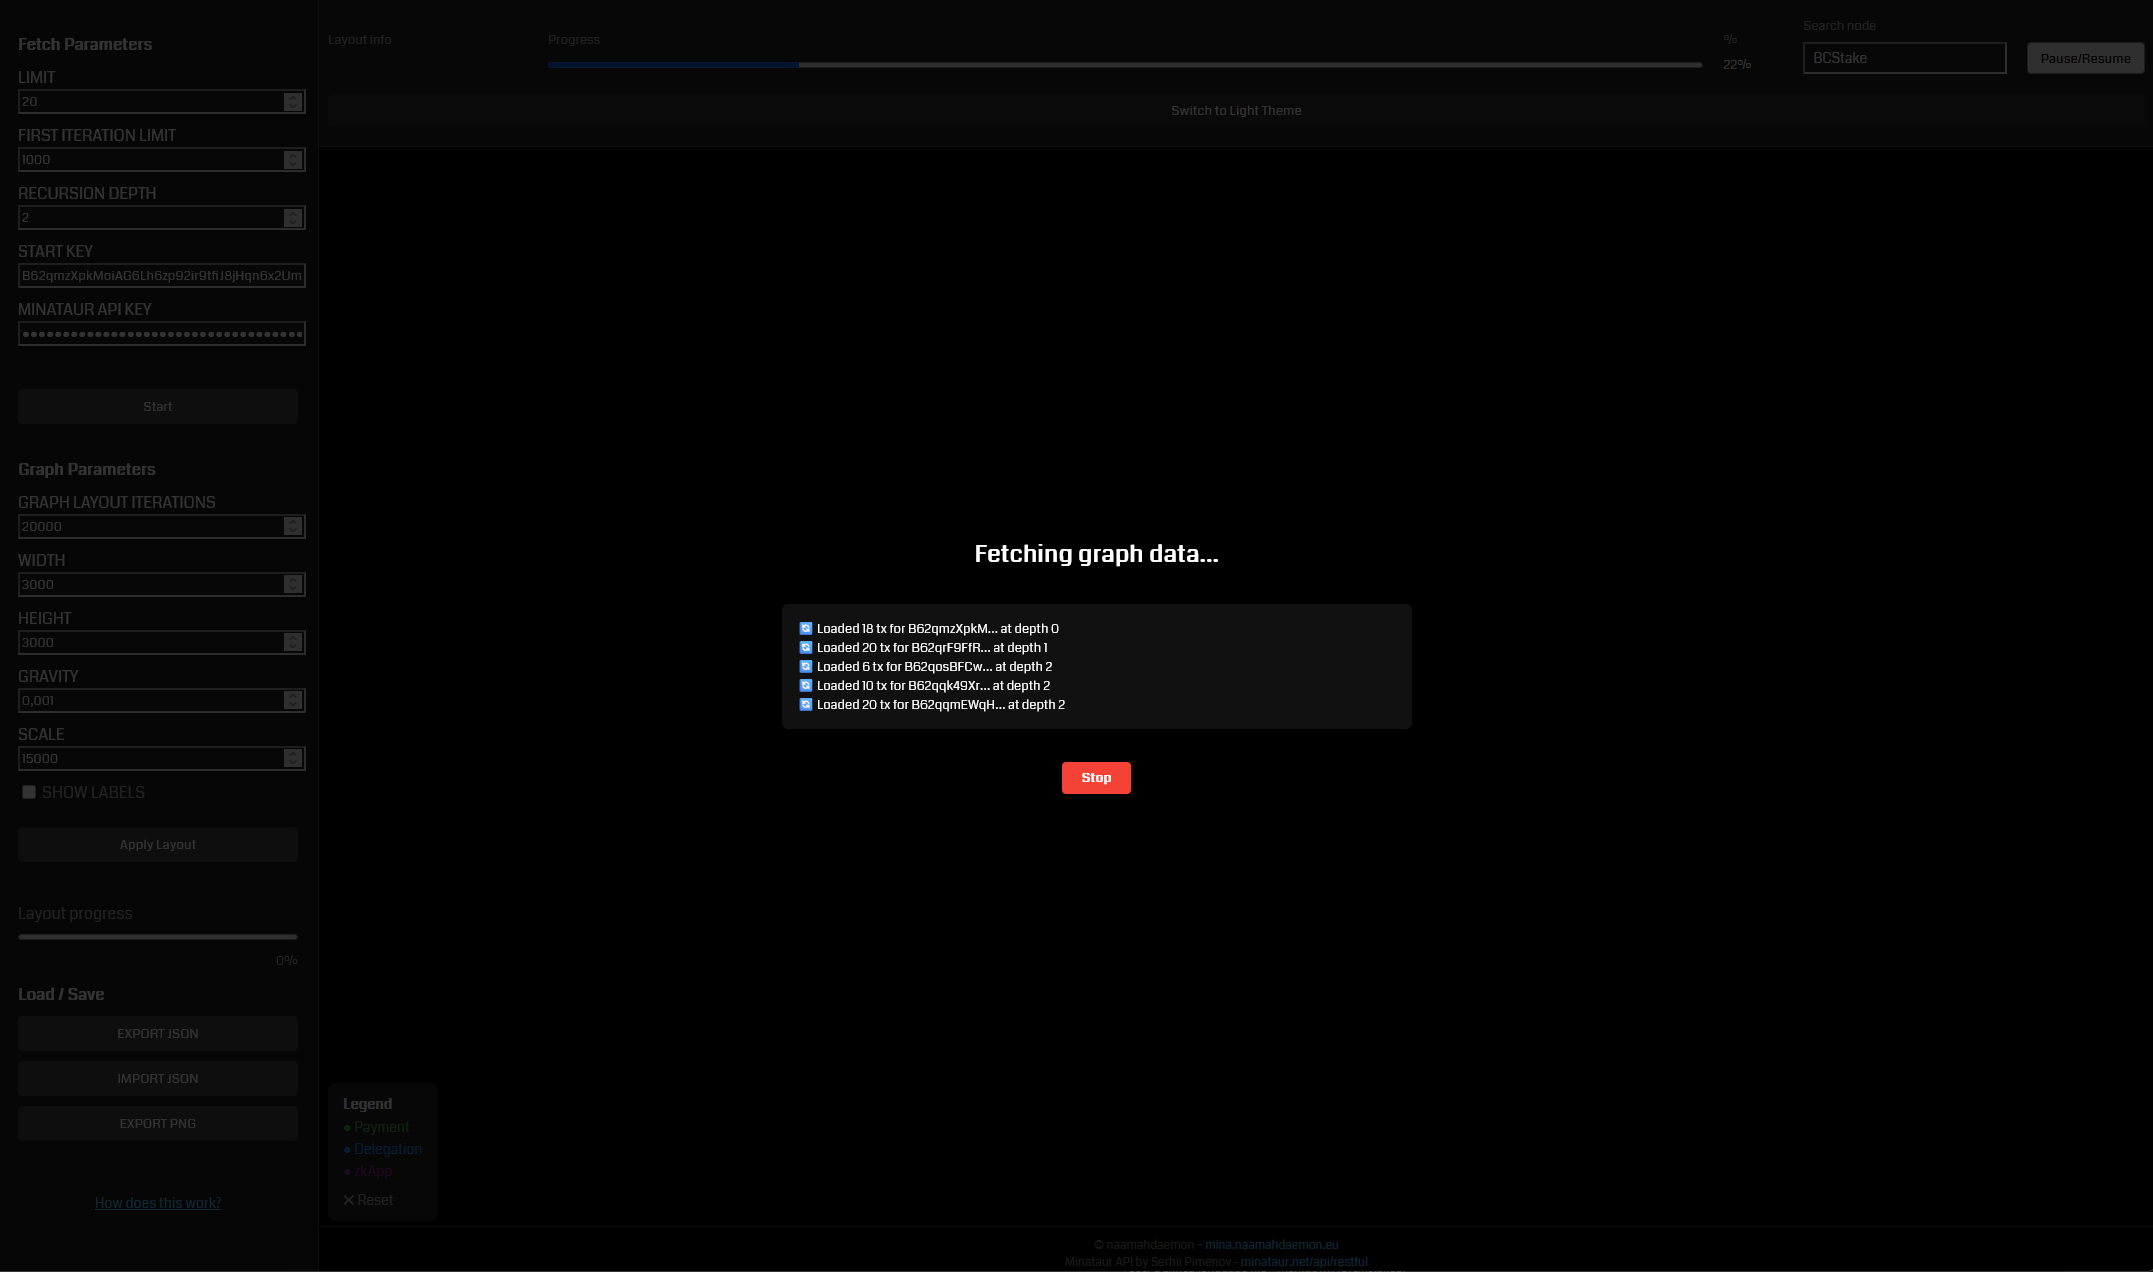 Fetch Parameters
LIMIT
20
FIRST ITERATION LIMIT
1000
RECURSION DEPTH
2
START KEY
B62qmzXpkMoiAG6Lh6zp92ir9tfiJ8jHqn6x2Um
MINATAUR API KEY
Start
Graph Parameters
GRAPH LAYOUT ITERATIONS
20000
WIDTH
3000
HEIGHT
3000
GRAVITY
0,001
SCALE
15000
SHOW LABELS
Apply Layout
Layout progress
0%
Load / Save
EXPORT JSON
IMPORT JSON
EXPORT PNG
How does this work?
Layout info
Progress
%
22%
Search node
BCStake
Pause/Resume
Switch to Light Theme
Fetching graph data...
Loaded 18 tx for B62qmzXpkM... at depth 0
Loaded 20 tx for B62qrF9FfR... at depth 1
Loaded 6 tx for B62qosBFCw... at depth 2
Loaded 10 tx for B62qqk49Xr... at depth 2
Loaded 20 tx for B62qqmEWqH... at depth 2
Stop
Legend
● Payment
● Delegation
● zkApp
✕ Reset
© naamahdaemon – mina.naamahdaemon.eu
Minataur API by Serhii Pimenov - minataur.net/api/restful